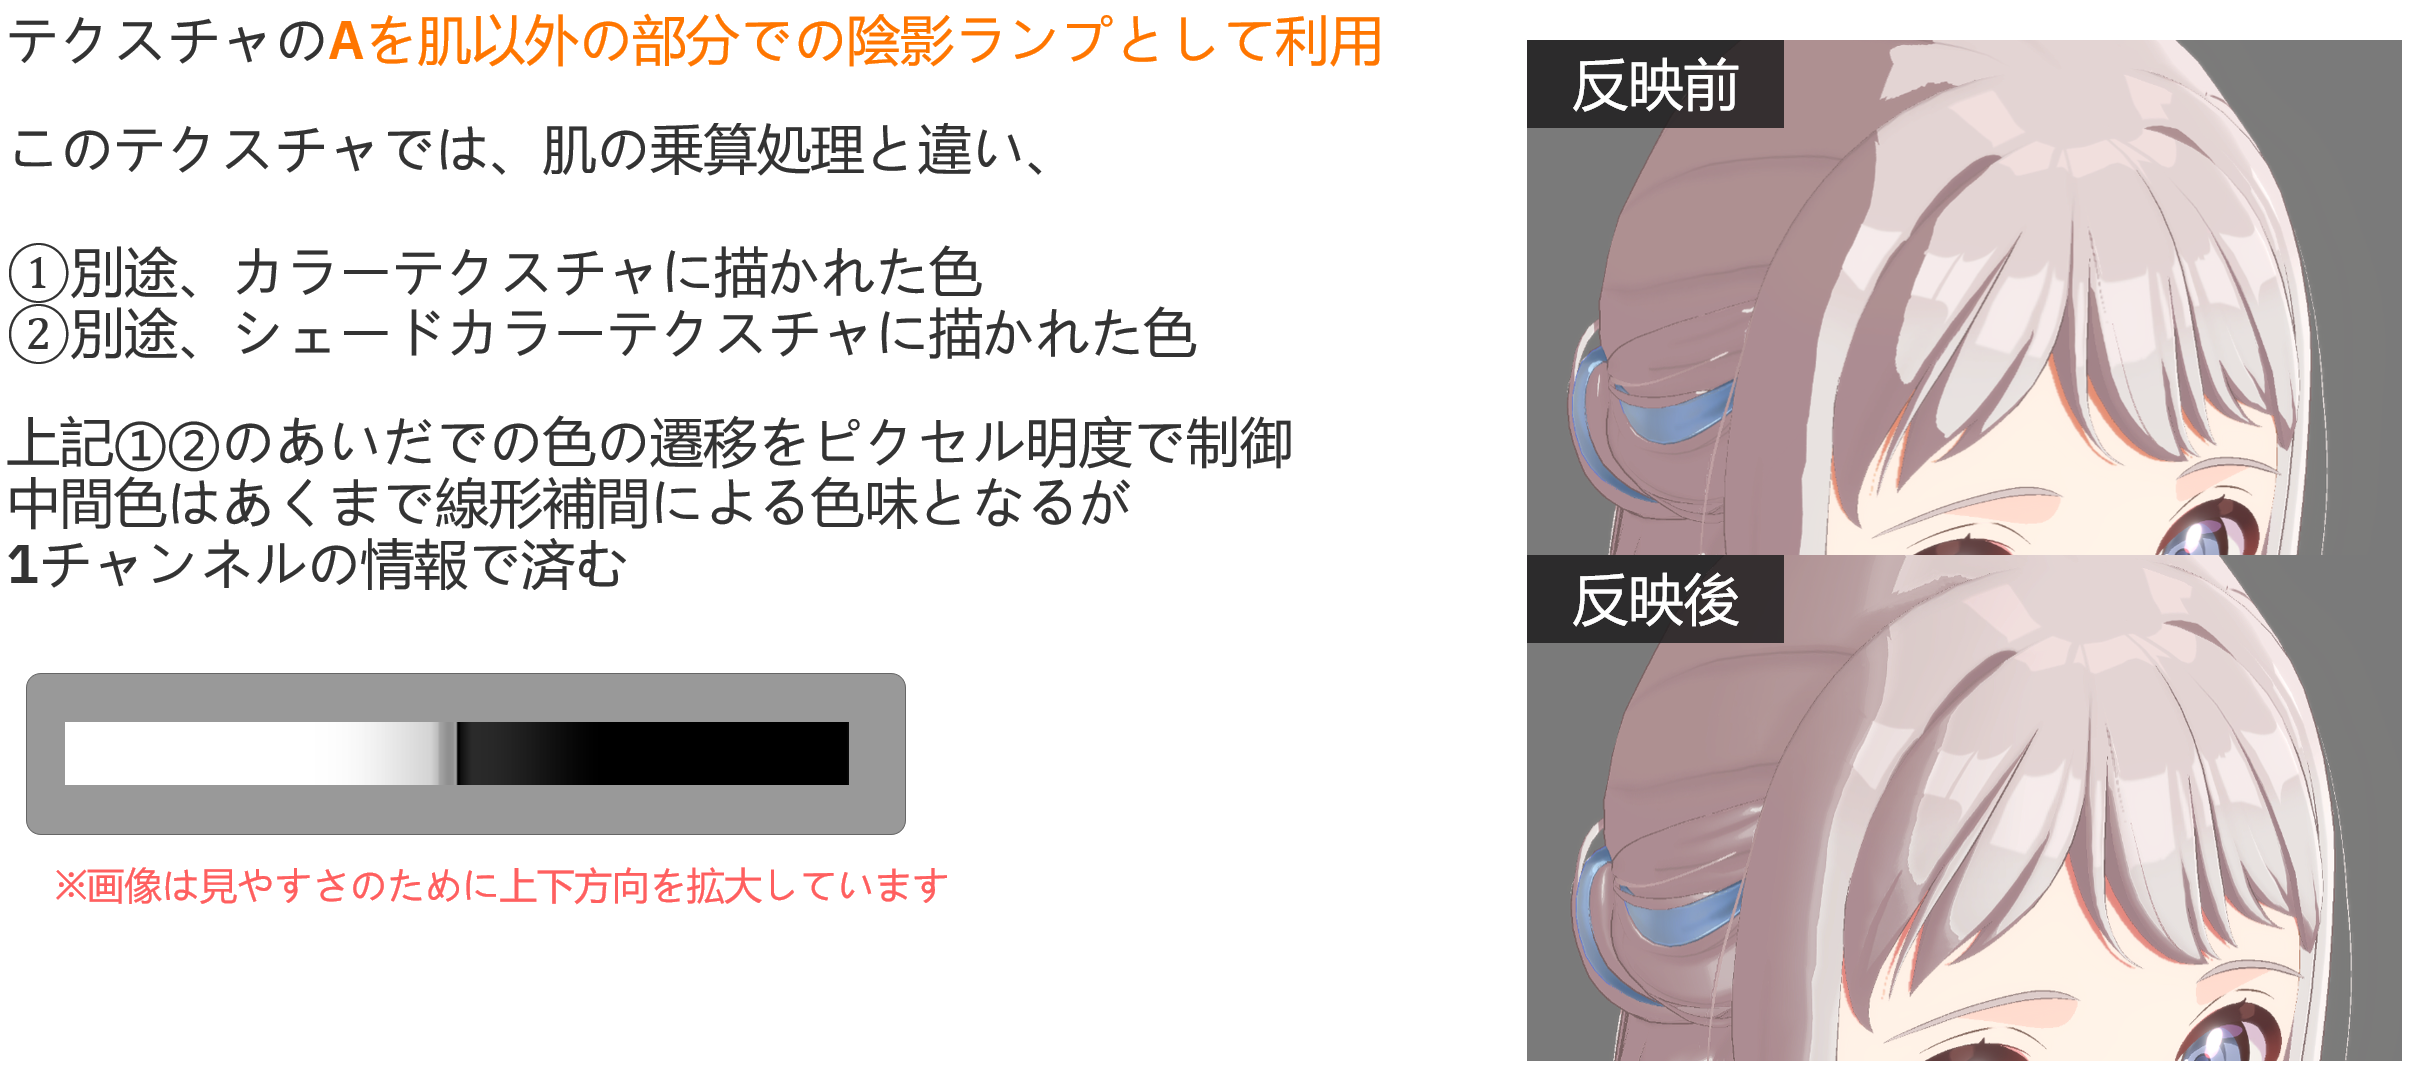 テクスチャのAを肌以外の部分での陰影ランプとして利用
このテクスチャでは、肌の乗算処理と違い、
①別途、カラーテクスチャに描かれた色
②別途、シェードカラーテクスチャに描かれた色
上記①②のあいだでの色の遷移をピクセル明度で制御
中間色はあくまで線形補間による色味となるが
1チャンネルの情報で済む
※画像は見やすさのために上下方向を拡大しています
反映前
反映後